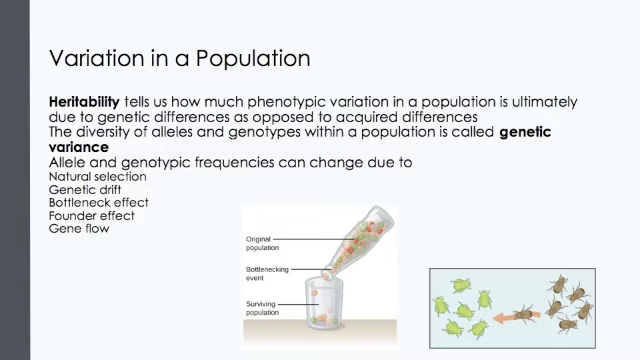 Variation in a Population
Heritability tells us how much phenotypic variation in a population is ultimately
due to genetic differences as opposed to acquired differences
The diversity of alleles and genotypes within a population is called genetic
variance
Allele and genotypic frequencies can change due to
Natural selection
Genetic drift
Bottleneck effect
Founder effect
Gene flow
Original
population
Bottlenecking
event
Surviving
population